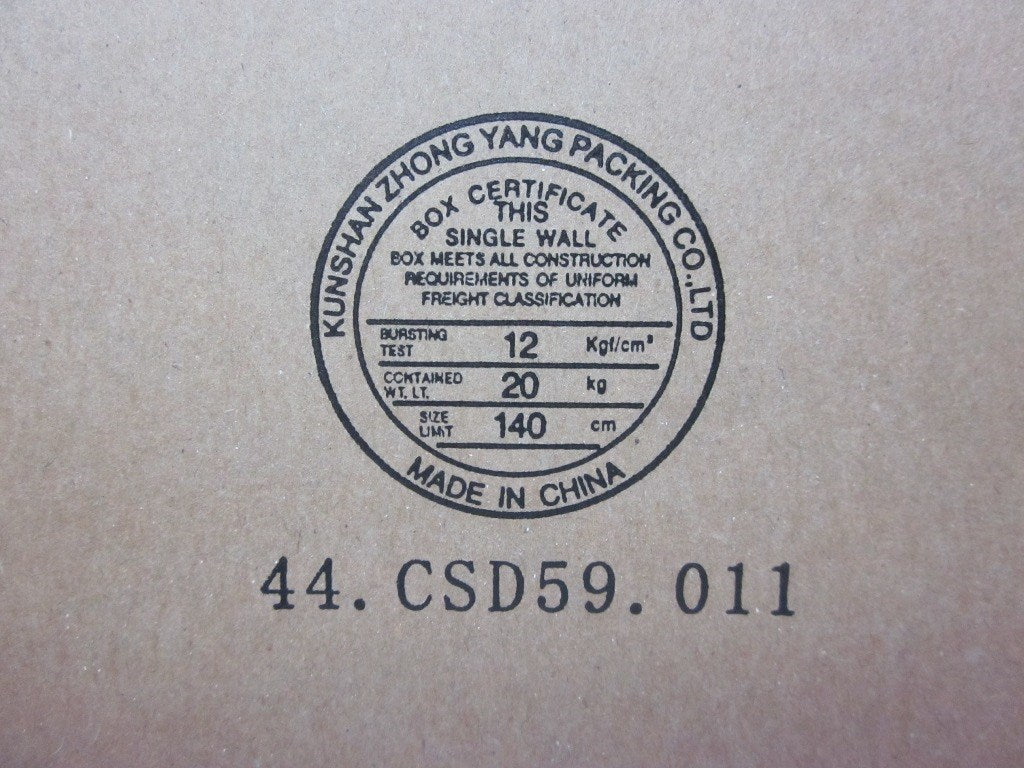 KUNSHAN ZHONG YANG PACKING CO.,LTD
BOX CERTIFICATE
THIS
SINGLE WALL
BOX MEETS ALL CONSTRUCTION
REQUIREMENTS OF UNIFORM
FREIGHT CLASSIFICATION
BURSTING TEST 12 Kgf/cm²
CONTAINED WT. LT. 20 kg
SIZE LIMIT 140 cm
MADE IN CHINA
44.CSD59.011